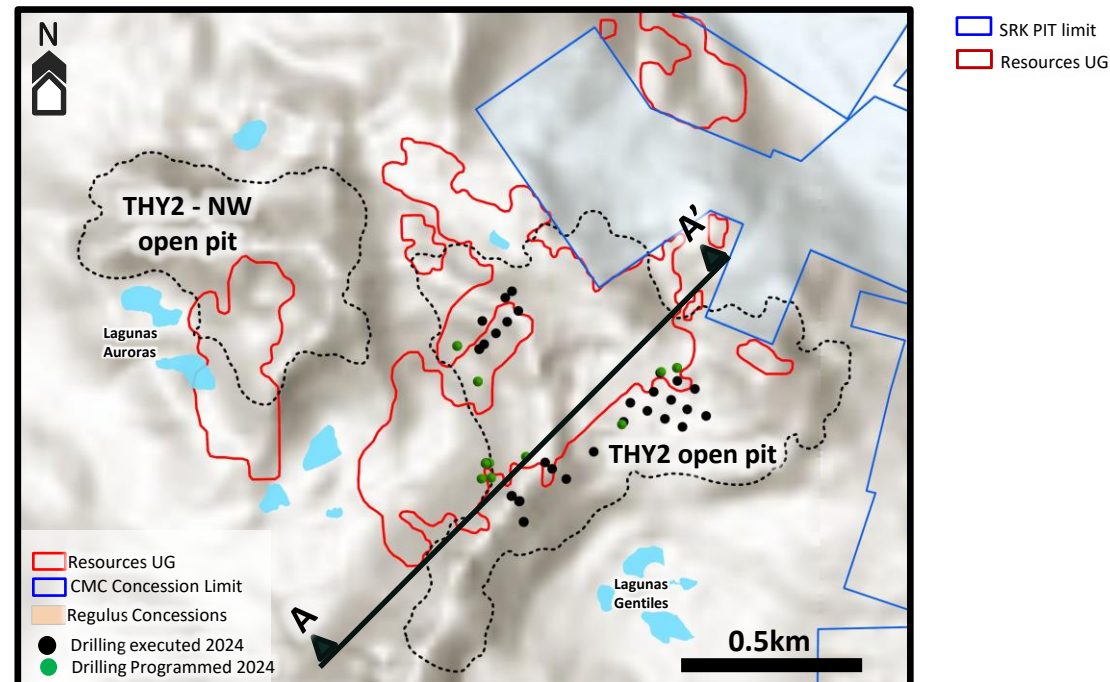 N
SRK PIT limit
Resources UG
THY2 - NW
open pit
A’
Lagunas
Auroras
THY2 open pit
Lagunas
Gentiles
A
Resources UG
CMC Concession Limit
Regulus Concessions
Drilling executed 2024
Drilling Programmed 2024
0.5km